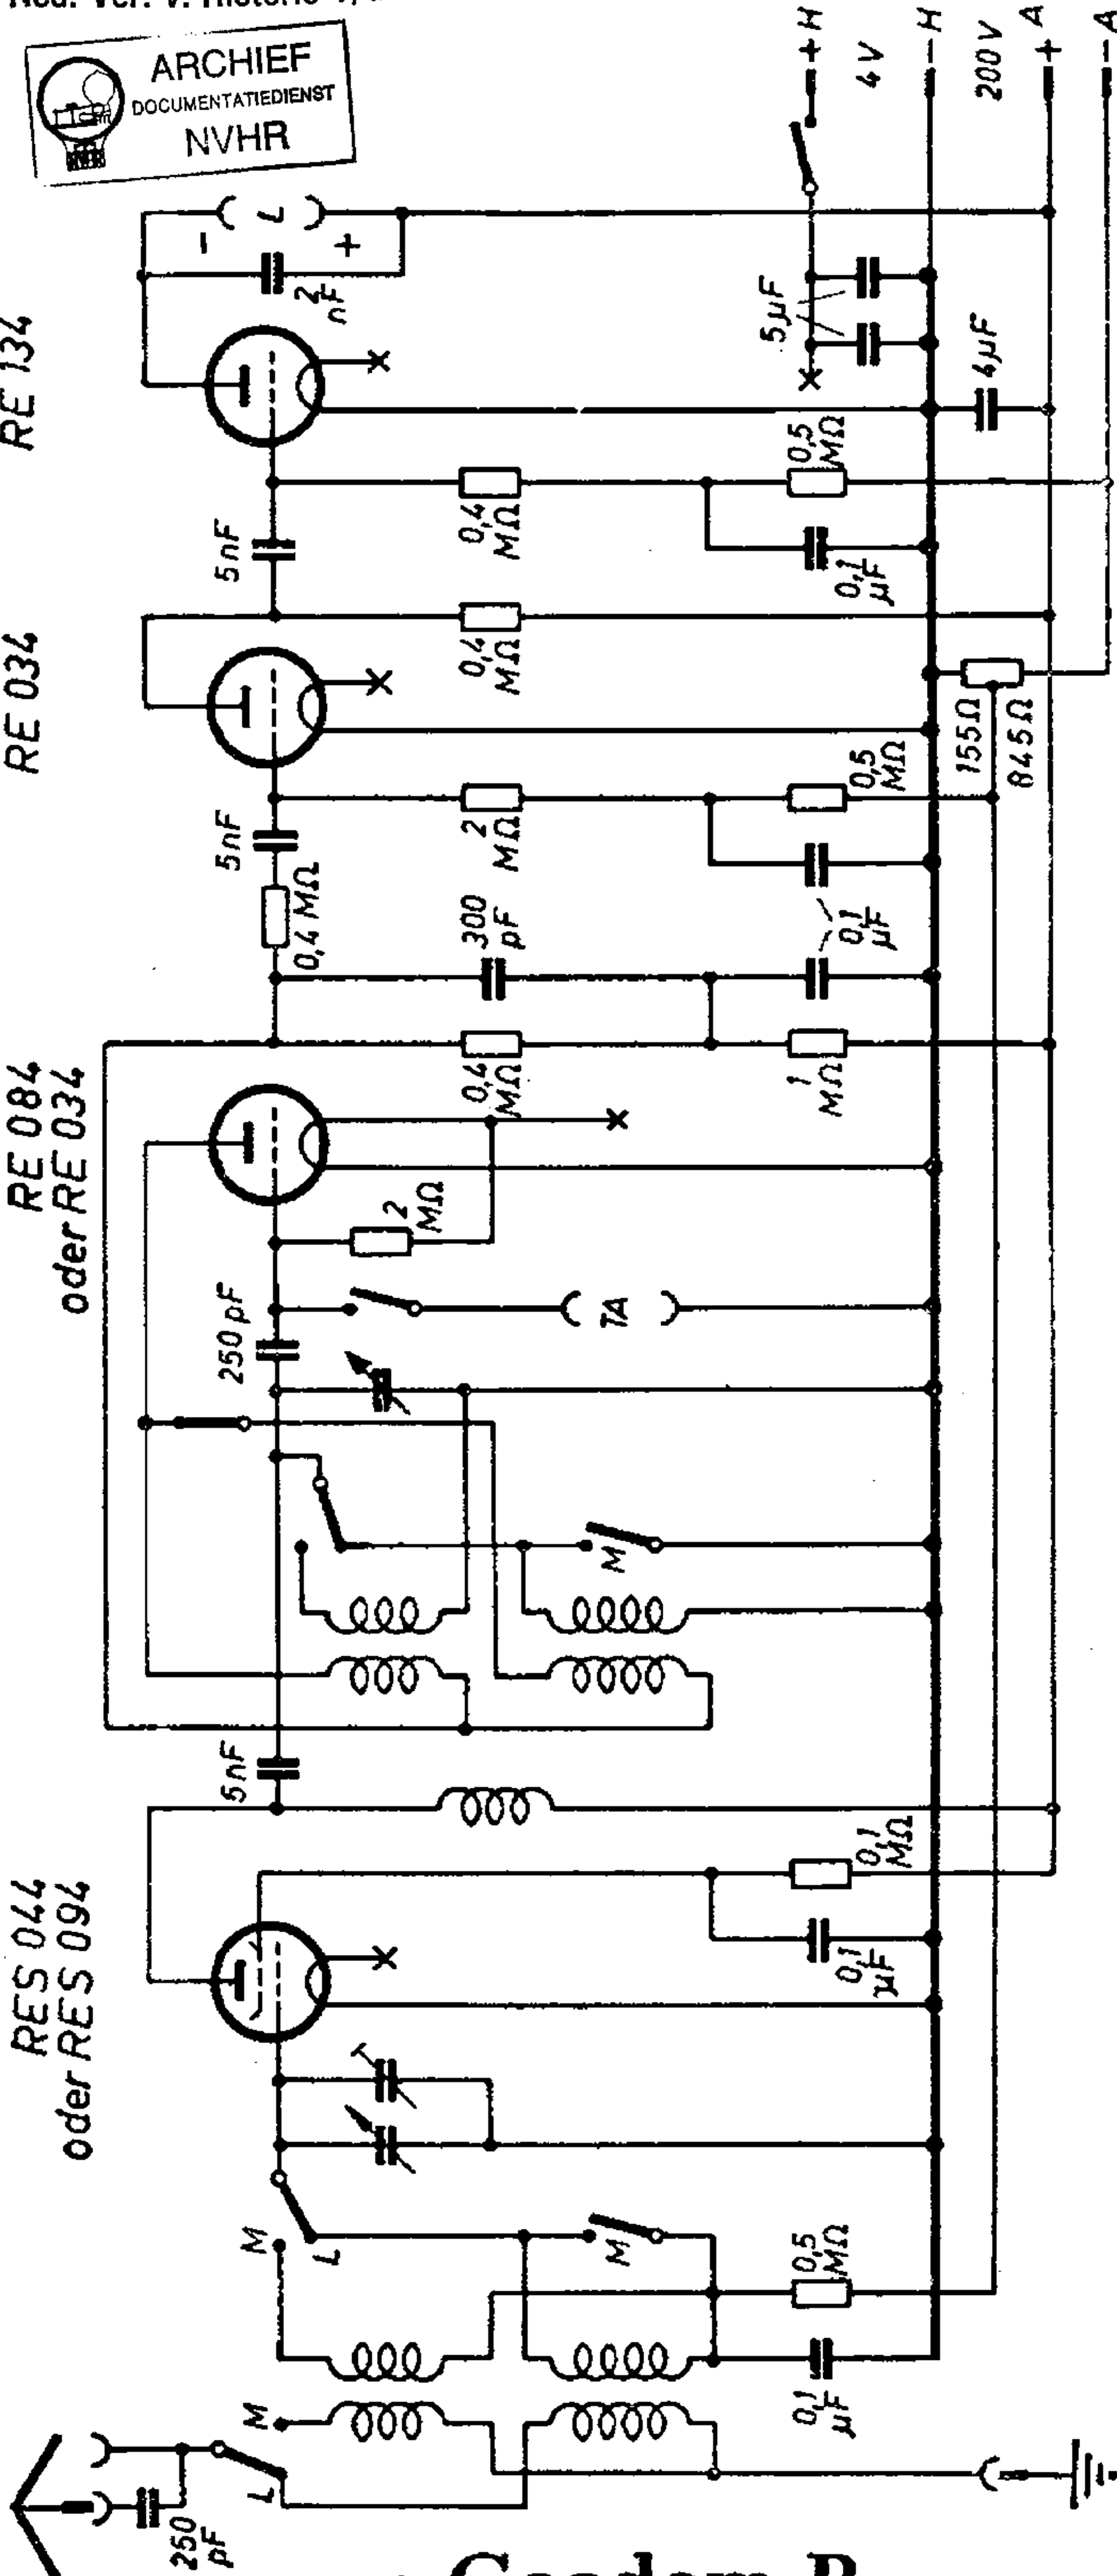 ARCHIEF
DOCUMENTATIEDIENST
NVHR
RE 134
RE 034
RE 084
oder RE 034
RES 044
oder RES 094
+H
4V
-H
200V
+A
-A
L
-
+
2
nF
5µF
4µF
5nF
0,4
MΩ
0,5
MΩ
0,1
µF
0,4
MΩ
155Ω
845Ω
5nF
0,4 MΩ
2
MΩ
0,5
MΩ
300
pF
0,1
µF
0,4
MΩ
1
MΩ
2
MΩ
250 pF
TA
M
5nF
0,1
MΩ
0,1
µF
M
L
M
0,5
MΩ
0,1
µF
M
L
250
pF